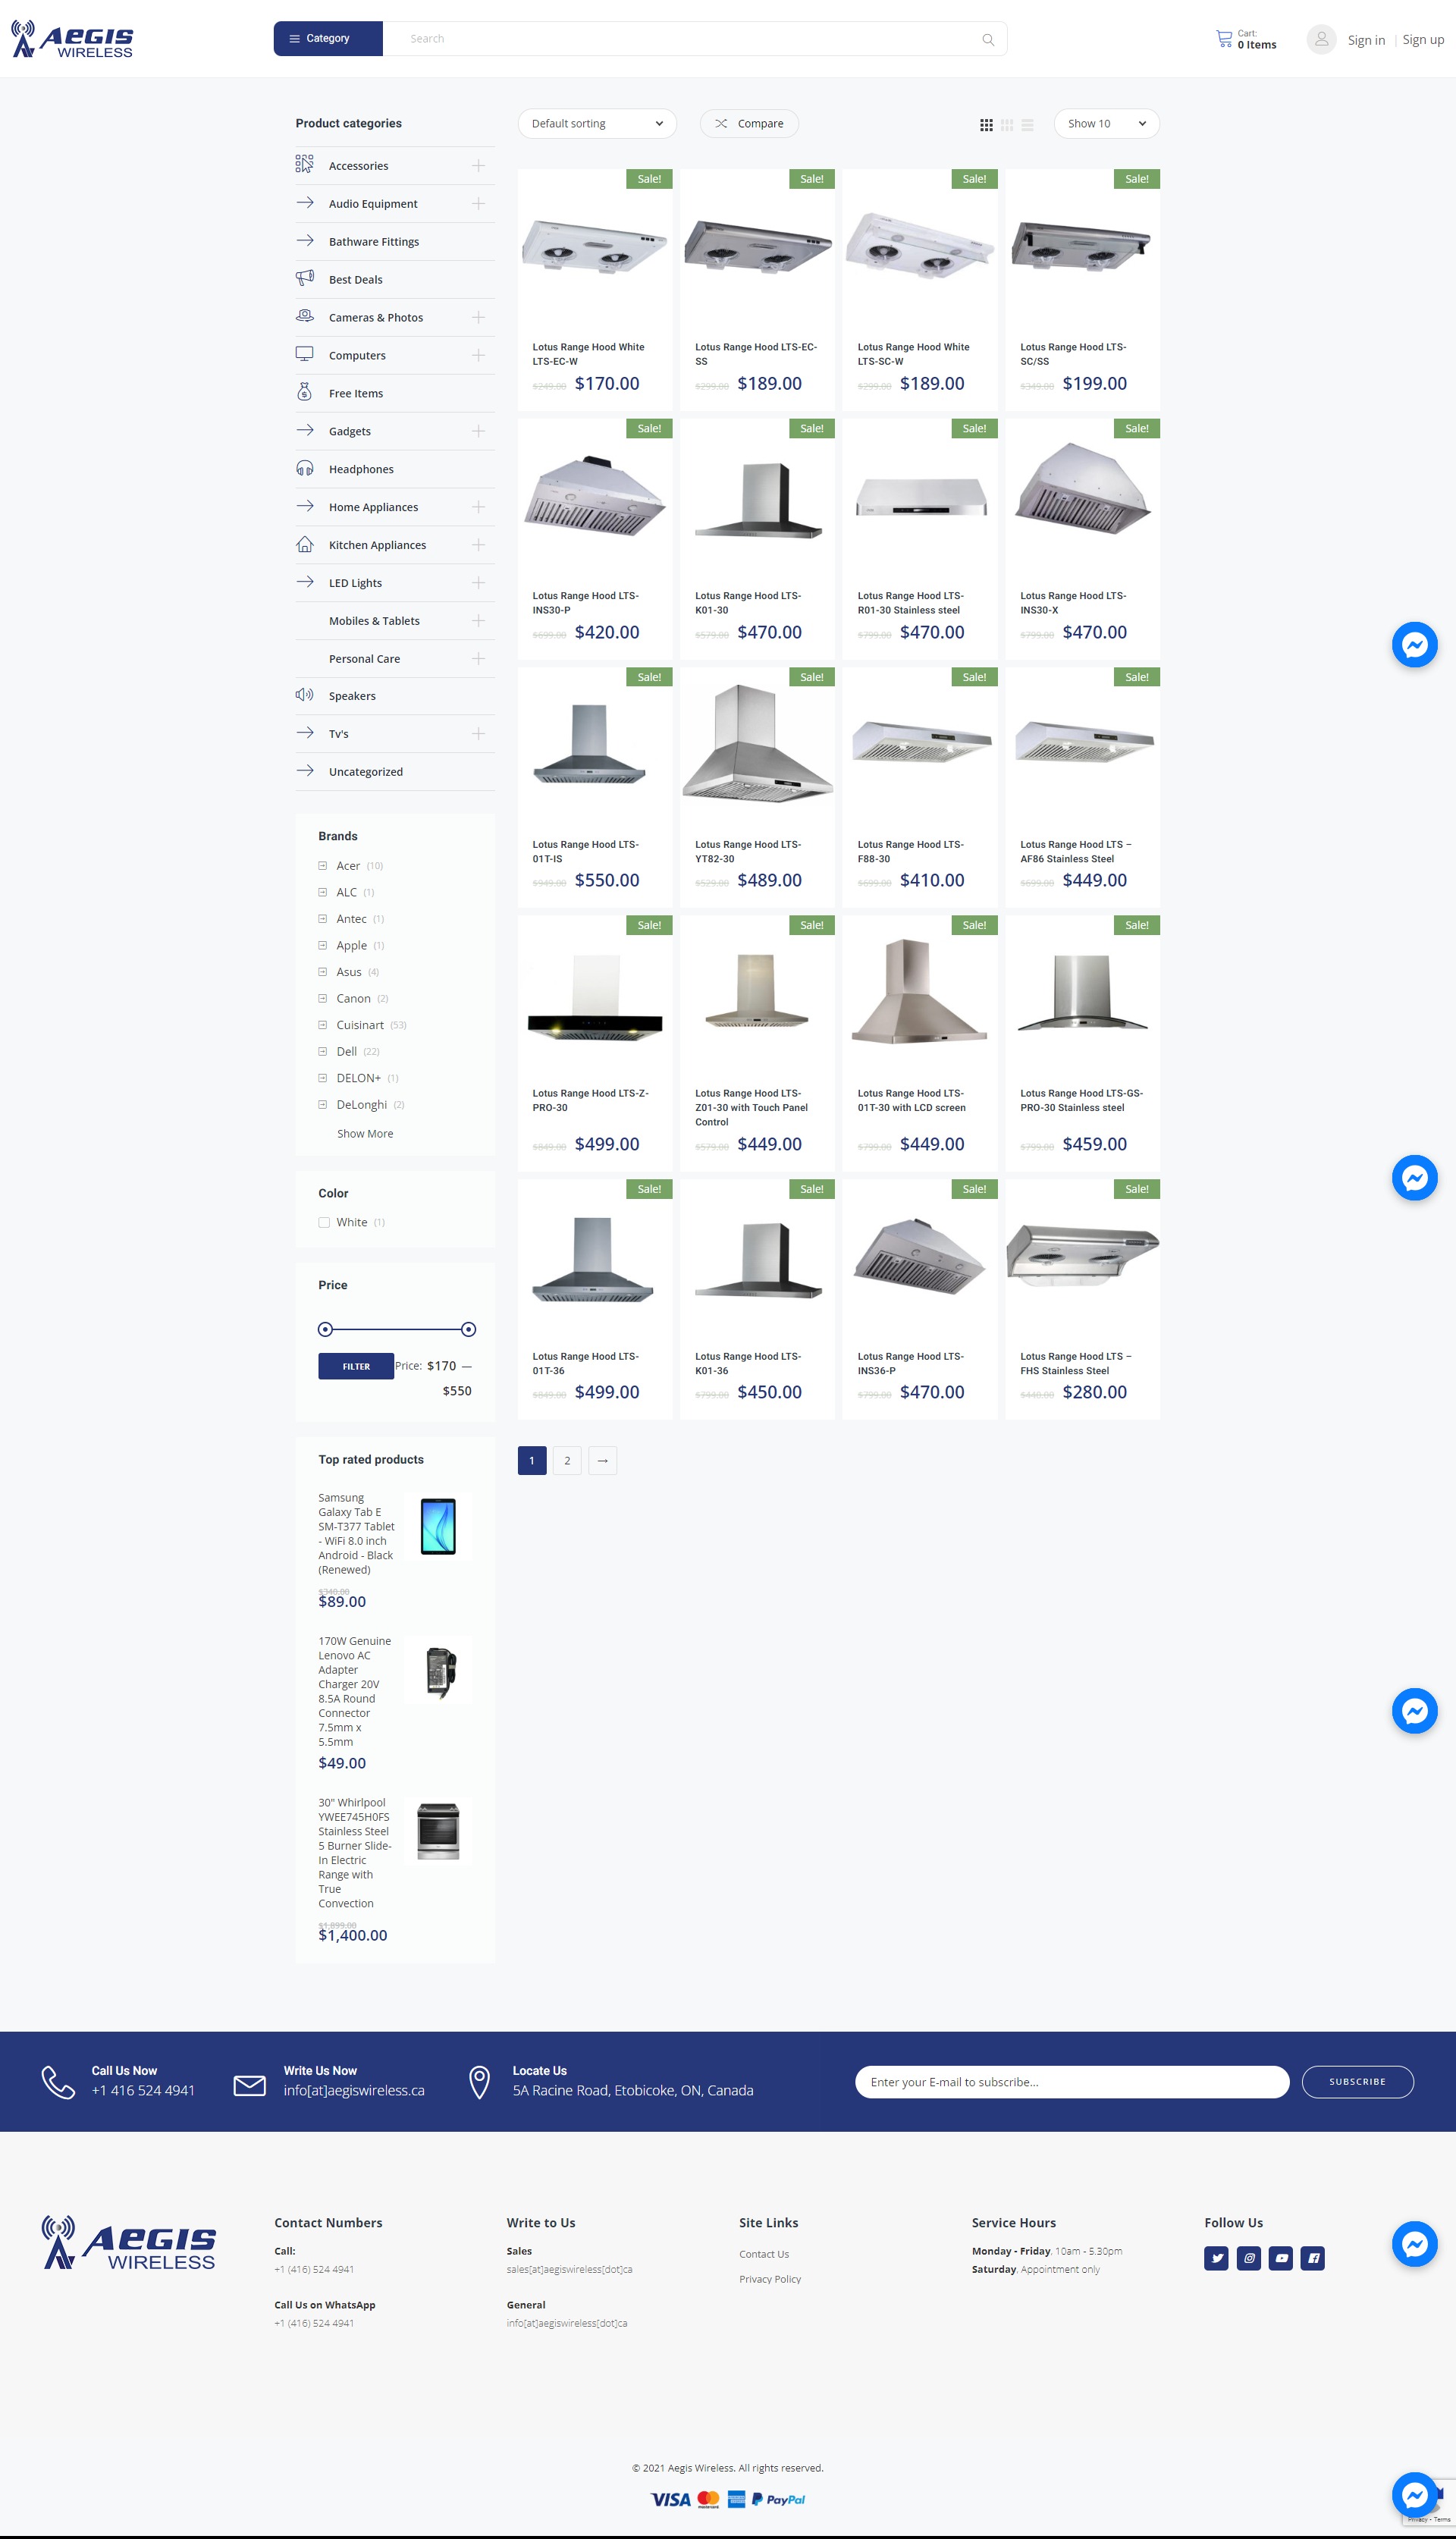 AEGIS
WIRELESS
Category
Search
Cart:
0 Items
Sign in | Sign up
Product categories
Accessories
Audio Equipment
Bathware Fittings
Best Deals
Cameras & Photos
Computers
Free Items
Gadgets
Headphones
Home Appliances
Kitchen Appliances
LED Lights
Mobiles & Tablets
Personal Care
Speakers
Tv's
Uncategorized
Brands
Acer (10)
ALC (1)
Antec (1)
Apple (1)
Asus (4)
Canon (2)
Cuisinart (53)
Dell (22)
DELON+ (1)
DeLonghi (2)
Show More
Color
White (1)
Price
FILTER
Price: $170 —
$550
Top rated products
Samsung
Galaxy Tab E
SM-T377 Tablet
- WiFi 8.0 inch
Android - Black
(Renewed)
$340.00
$89.00
170W Genuine
Lenovo AC
Adapter
Charger 20V
8.5A Round
Connector
7.5mm x
5.5mm
$49.00
30" Whirlpool
YWEE745H0FS
Stainless Steel
5 Burner Slide-
In Electric
Range with
True
Convection
$1,899.00
$1,400.00
Default sorting
Compare
Show 10
Sale!
Lotus Range Hood White
LTS-EC-W
$249.00 $170.00
Sale!
Lotus Range Hood LTS-EC-
SS
$299.00 $189.00
Sale!
Lotus Range Hood White
LTS-SC-W
$299.00 $189.00
Sale!
Lotus Range Hood LTS-
SC/SS
$349.00 $199.00
Sale!
Lotus Range Hood LTS-
INS30-P
$699.00 $420.00
Sale!
Lotus Range Hood LTS-
K01-30
$579.00 $470.00
Sale!
Lotus Range Hood LTS-
R01-30 Stainless steel
$799.00 $470.00
Sale!
Lotus Range Hood LTS-
INS30-X
$799.00 $470.00
Sale!
Lotus Range Hood LTS-
01T-IS
$949.00 $550.00
Sale!
Lotus Range Hood LTS-
YT82-30
$529.00 $489.00
Sale!
Lotus Range Hood LTS-
F88-30
$699.00 $410.00
Sale!
Lotus Range Hood LTS –
AF86 Stainless Steel
$699.00 $449.00
Sale!
Lotus Range Hood LTS-Z-
PRO-30
$849.00 $499.00
Sale!
Lotus Range Hood LTS-
Z01-30 with Touch Panel
Control
$579.00 $449.00
Sale!
Lotus Range Hood LTS-
01T-30 with LCD screen
$799.00 $449.00
Sale!
Lotus Range Hood LTS-GS-
PRO-30 Stainless steel
$799.00 $459.00
Sale!
Lotus Range Hood LTS-
01T-36
$849.00 $499.00
Sale!
Lotus Range Hood LTS-
K01-36
$799.00 $450.00
Sale!
Lotus Range Hood LTS-
INS36-P
$799.00 $470.00
Sale!
Lotus Range Hood LTS –
FHS Stainless Steel
$440.00 $280.00
1 2 →
Call Us Now
+1 416 524 4941
Write Us Now
info[at]aegiswireless.ca
Locate Us
5A Racine Road, Etobicoke, ON, Canada
Enter your E-mail to subscribe...
SUBSCRIBE
AEGIS
WIRELESS
Contact Numbers
Call:
+1 (416) 524 4941
Call Us on WhatsApp
+1 (416) 524 4941
Write to Us
Sales
sales[at]aegiswireless[dot]ca
General
info[at]aegiswireless[dot]ca
Site Links
Contact Us
Privacy Policy
Service Hours
Monday - Friday. 10am - 5.30pm
Saturday. Appointment only
Follow Us
© 2021 Aegis Wireless. All rights reserved.
VISA PayPal
Privacy - Terms